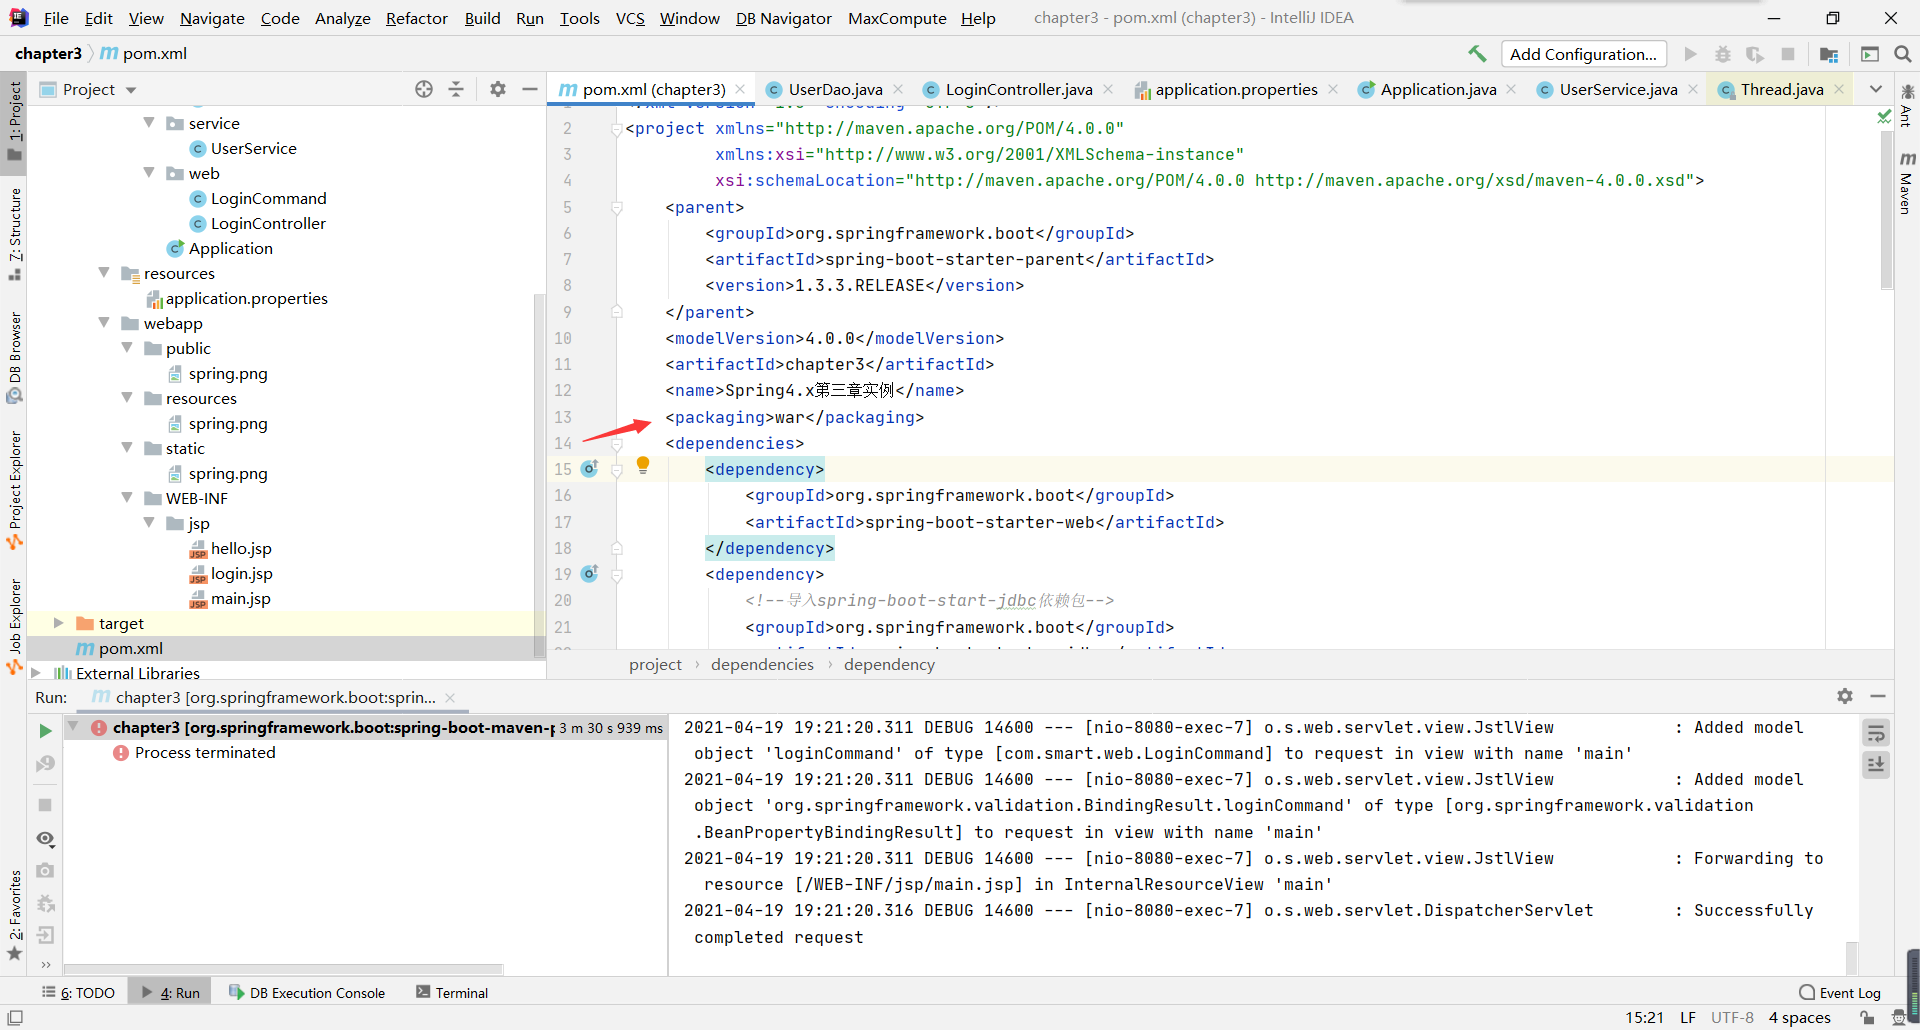 File Edit View Navigate Code Analyze Refactor Build Run Tools VCS Window DB Navigator MaxCompute Help chapter3 - pom.xml (chapter3) - IntelliJ IDEA
chapter3 m pom.xml
Add Configuration...
Project
pom.xml (chapter3) UserDao.java LoginController.java application.properties Application.java UserService.java Thread.java
1: Project
7: Structure
DB Browser
Project Explorer
Job Explorer
2: Favorites
service
UserService
web
LoginCommand
LoginController
Application
resources
application.properties
webapp
public
spring.png
resources
spring.png
static
spring.png
WEB-INF
jsp
hello.jsp
login.jsp
main.jsp
target
pom.xml
External Libraries
2 <project xmlns="http://maven.apache.org/POM/4.0.0"
3 xmlns:xsi="http://www.w3.org/2001/XMLSchema-instance"
4 xsi:schemaLocation="http://maven.apache.org/POM/4.0.0 http://maven.apache.org/xsd/maven-4.0.0.xsd">
5 <parent>
6 <groupId>org.springframework.boot</groupId>
7 <artifactId>spring-boot-starter-parent</artifactId>
8 <version>1.3.3.RELEASE</version>
9 </parent>
10 <modelVersion>4.0.0</modelVersion>
11 <artifactId>chapter3</artifactId>
12 <name>Spring4.x第三章实例</name>
13 <packaging>war</packaging>
14 <dependencies>
15 <dependency>
16 <groupId>org.springframework.boot</groupId>
17 <artifactId>spring-boot-starter-web</artifactId>
18 </dependency>
19 <dependency>
20 <!--导入spring-boot-start-jdbc依赖包-->
21 <groupId>org.springframework.boot</groupId>
project › dependencies › dependency
Ant
Maven
Run: chapter3 [org.springframework.boot:sprin...
chapter3 [org.springframework.boot:spring-boot-maven-p 3 m 30 s 939 ms
Process terminated
2021-04-19 19:21:20.311 DEBUG 14600 --- [nio-8080-exec-7] o.s.web.servlet.view.JstlView : Added model
object 'loginCommand' of type [com.smart.web.LoginCommand] to request in view with name 'main'
2021-04-19 19:21:20.311 DEBUG 14600 --- [nio-8080-exec-7] o.s.web.servlet.view.JstlView : Added model
object 'org.springframework.validation.BindingResult.loginCommand' of type [org.springframework.validation
.BeanPropertyBindingResult] to request in view with name 'main'
2021-04-19 19:21:20.311 DEBUG 14600 --- [nio-8080-exec-7] o.s.web.servlet.view.JstlView : Forwarding to
resource [/WEB-INF/jsp/main.jsp] in InternalResourceView 'main'
2021-04-19 19:21:20.316 DEBUG 14600 --- [nio-8080-exec-7] o.s.web.servlet.DispatcherServlet : Successfully
completed request
6: TODO 4: Run DB Execution Console Terminal Event Log
15:21 LF UTF-8 4 spaces